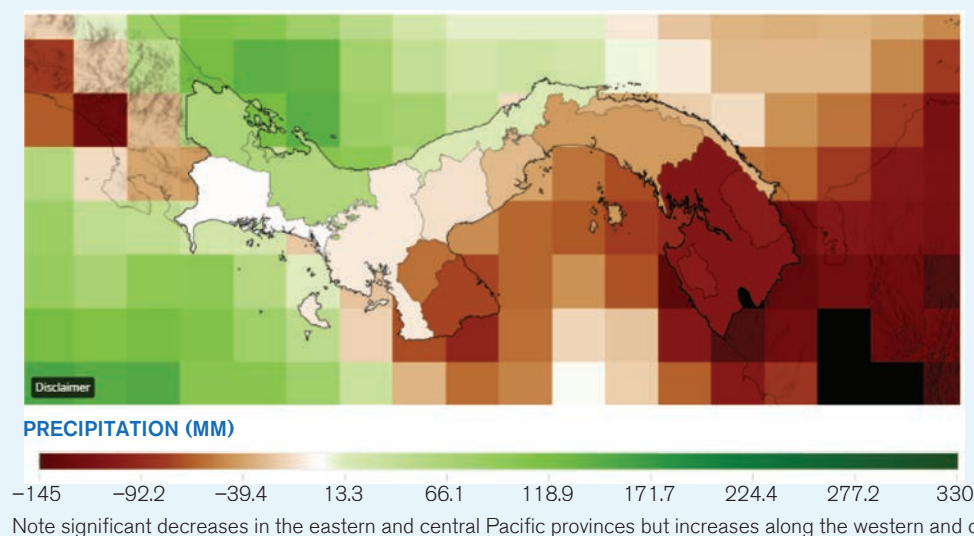 Disclaimer
PRECIPITATION (MM)
−145 −92.2 −39.4 13.3 66.1 118.9 171.7 224.4 277.2 330
Note significant decreases in the eastern and central Pacific provinces but increases along the western and